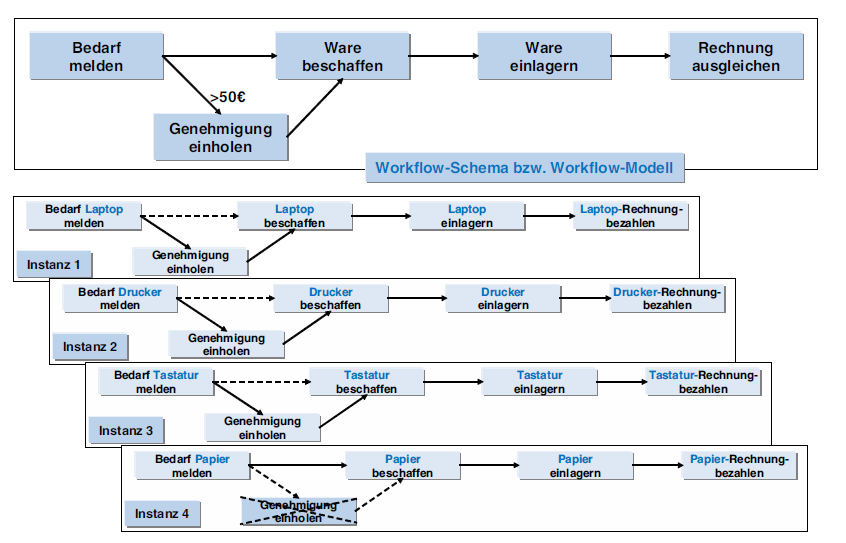 Bedarf
melden
Ware
beschaffen
Ware
einlagern
Rechnung
ausgleichen
>50€
Genehmigung
einholen
Workflow-Schema bzw. Workflow-Modell
Bedarf Laptop
melden
Laptop
beschaffen
Laptop
einlagern
Laptop-Rechnung-
bezahlen
Genehmigung
einholen
Instanz 1
Bedarf Drucker
melden
Drucker
beschaffen
Drucker
einlagern
Drucker-Rechnung-
bezahlen
Genehmigung
einholen
Instanz 2
Bedarf Tastatur
melden
Tastatur
beschaffen
Tastatur
einlagern
Tastatur-Rechnung-
bezahlen
Genehmigung
einholen
Instanz 3
Bedarf Papier
melden
Papier
beschaffen
Papier
einlagern
Papier-Rechnung-
bezahlen
Genehmigung
einholen
Instanz 4